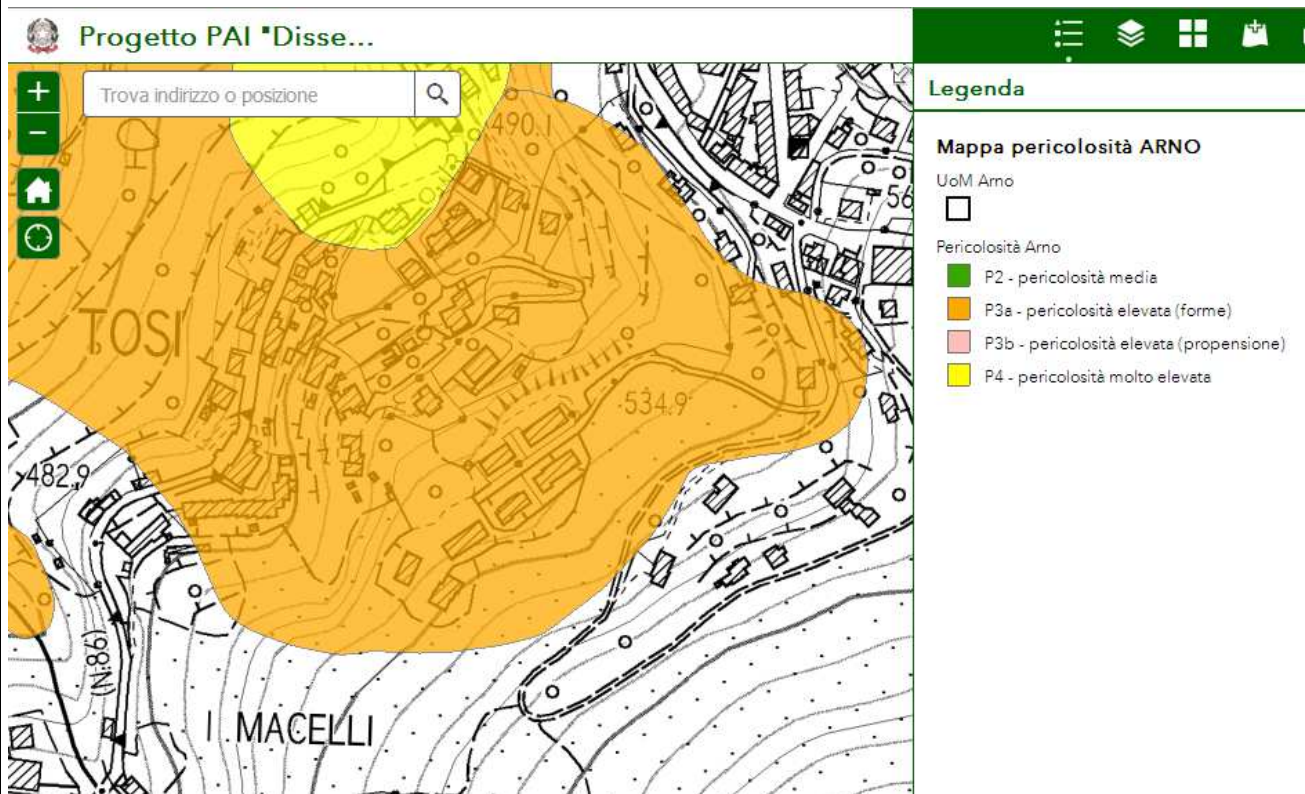 Progetto PAI "Disse...
+
Trova indirizzo o posizione
−
Legenda
Mappa pericolosità ARNO
UoM Arno
Pericolosità Arno
P2 - pericolosità media
P3a - pericolosità elevata (forme)
P3b - pericolosità elevata (propensione)
P4 - pericolosità molto elevata
490.1
56
TOSI
534.9
482.9
(N:86)
I MACELLI